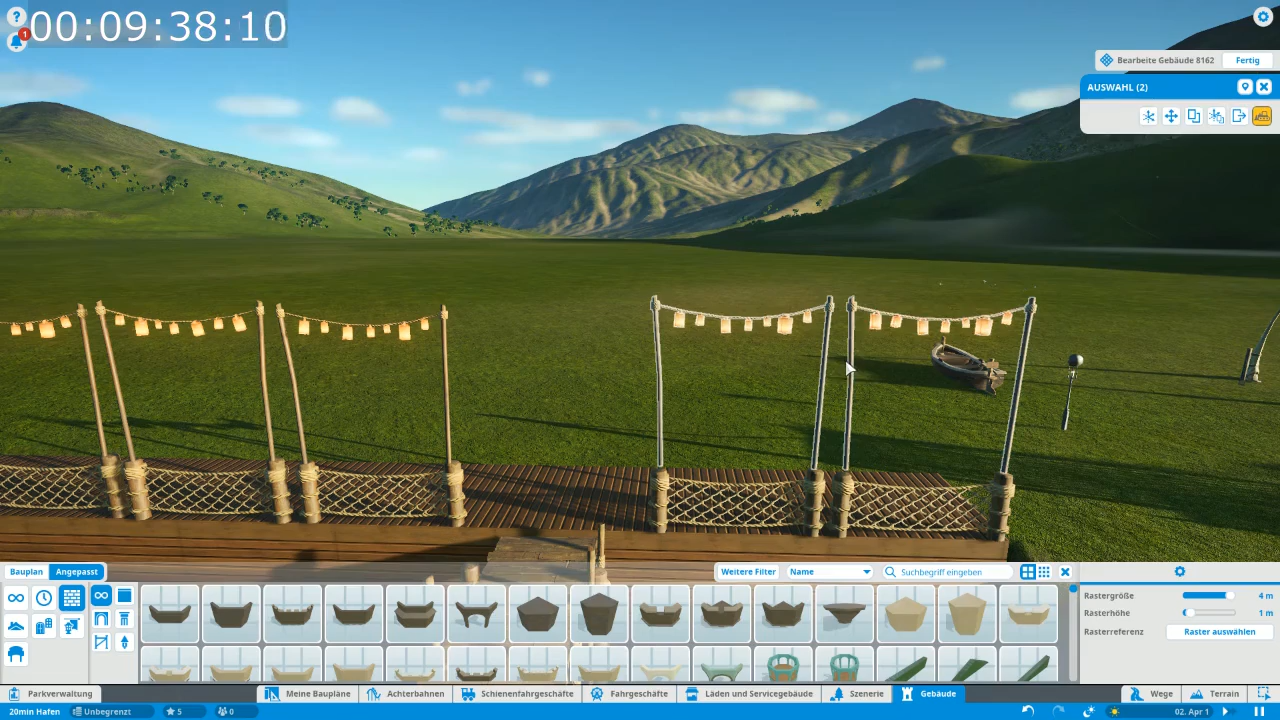 ?
1
00:09:38:10
Bearbeite Gebäude 8162
Fertig
AUSWAHL (2)
Bauplan
Angepasst
Weitere Filter
Name
Suchbegriff eingeben
Rastergröße
4 m
Rasterhöhe
1 m
Rasterreferenz
Raster auswählen
Parkverwaltung
Meine Baupläne
Achterbahnen
Schienenfahrgeschäfte
Fahrgeschäfte
Läden und Servicegebäude
Szenerie
Gebäude
Wege
Terrain
20min Hafen
Unbegrenzt
5
0
02. Apr 1